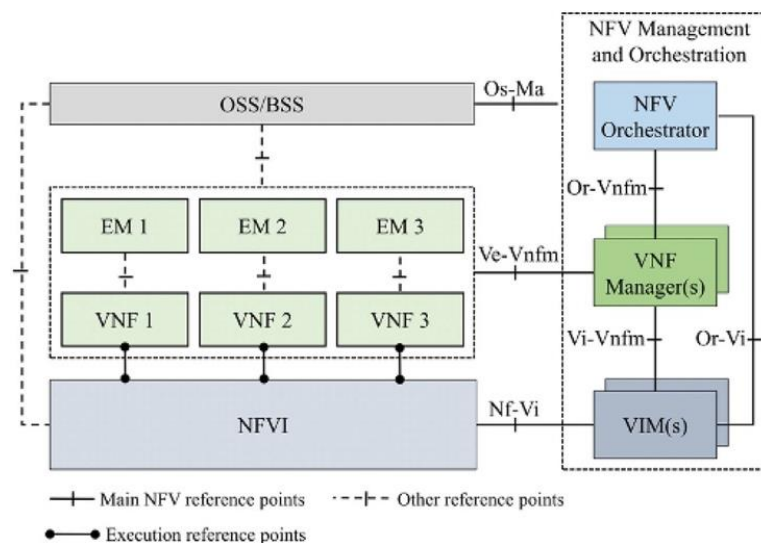 NFV Management
and Orchestration
OSS/BSS
Os-Ma
NFV
Orchestrator
Or-Vnfm
EM 1
EM 2
EM 3
Ve-Vnfm
VNF
Manager(s)
VNF 1
VNF 2
VNF 3
Vi-Vnfm
Or-Vi
NFVI
Nf-Vi
VIM(s)
Main NFV reference points
Other reference points
Execution reference points